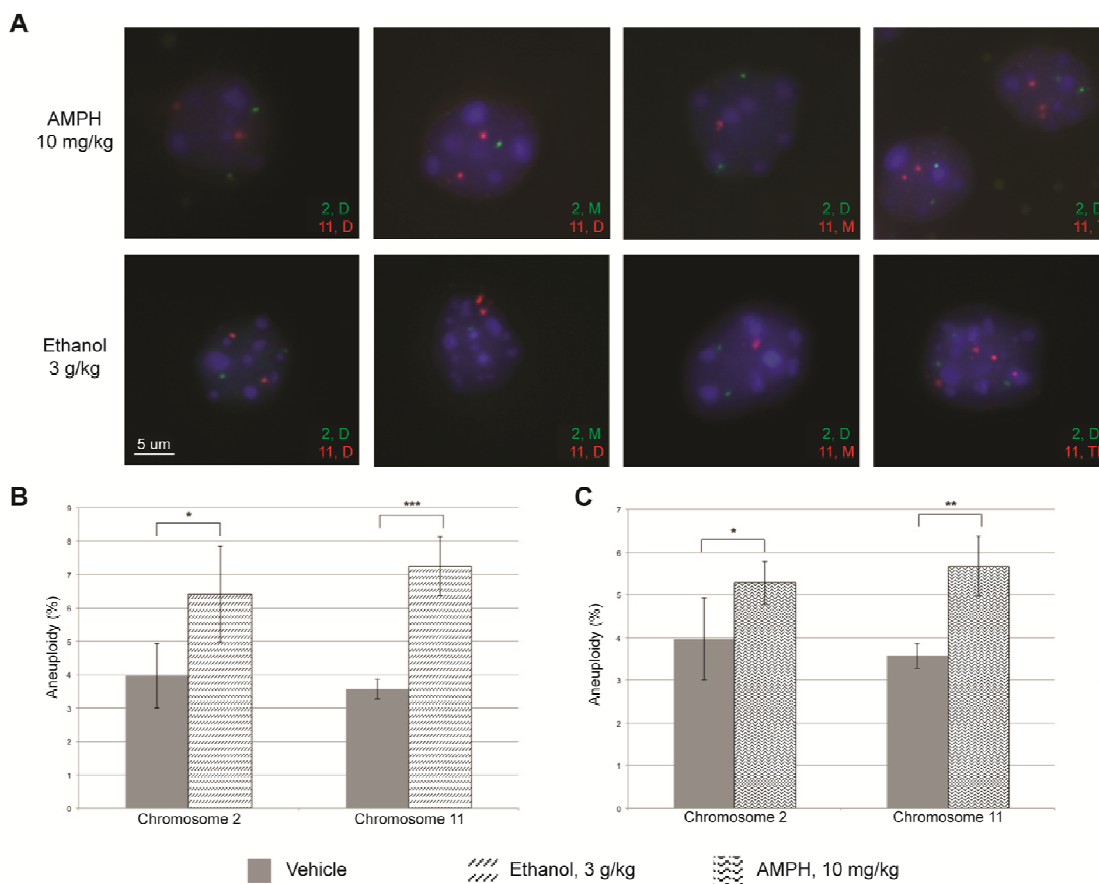 A
AMPH
10 mg/kg
2, D
11, D
2, M
11, D
2, D
11, M
2, D
11, T
Ethanol
3 g/kg
5 um
2, D
11, D
2, M
11, D
2, D
11, M
2, D
11, T
B
Aneuploidy (%)
9
8
7
6
5
4
3
2
1
0
*
***
Chromosome 2
Chromosome 11
C
Aneuploidy (%)
7
6
5
4
3
2
1
0
*
**
Chromosome 2
Chromosome 11
Vehicle
Ethanol, 3 g/kg
AMPH, 10 mg/kg